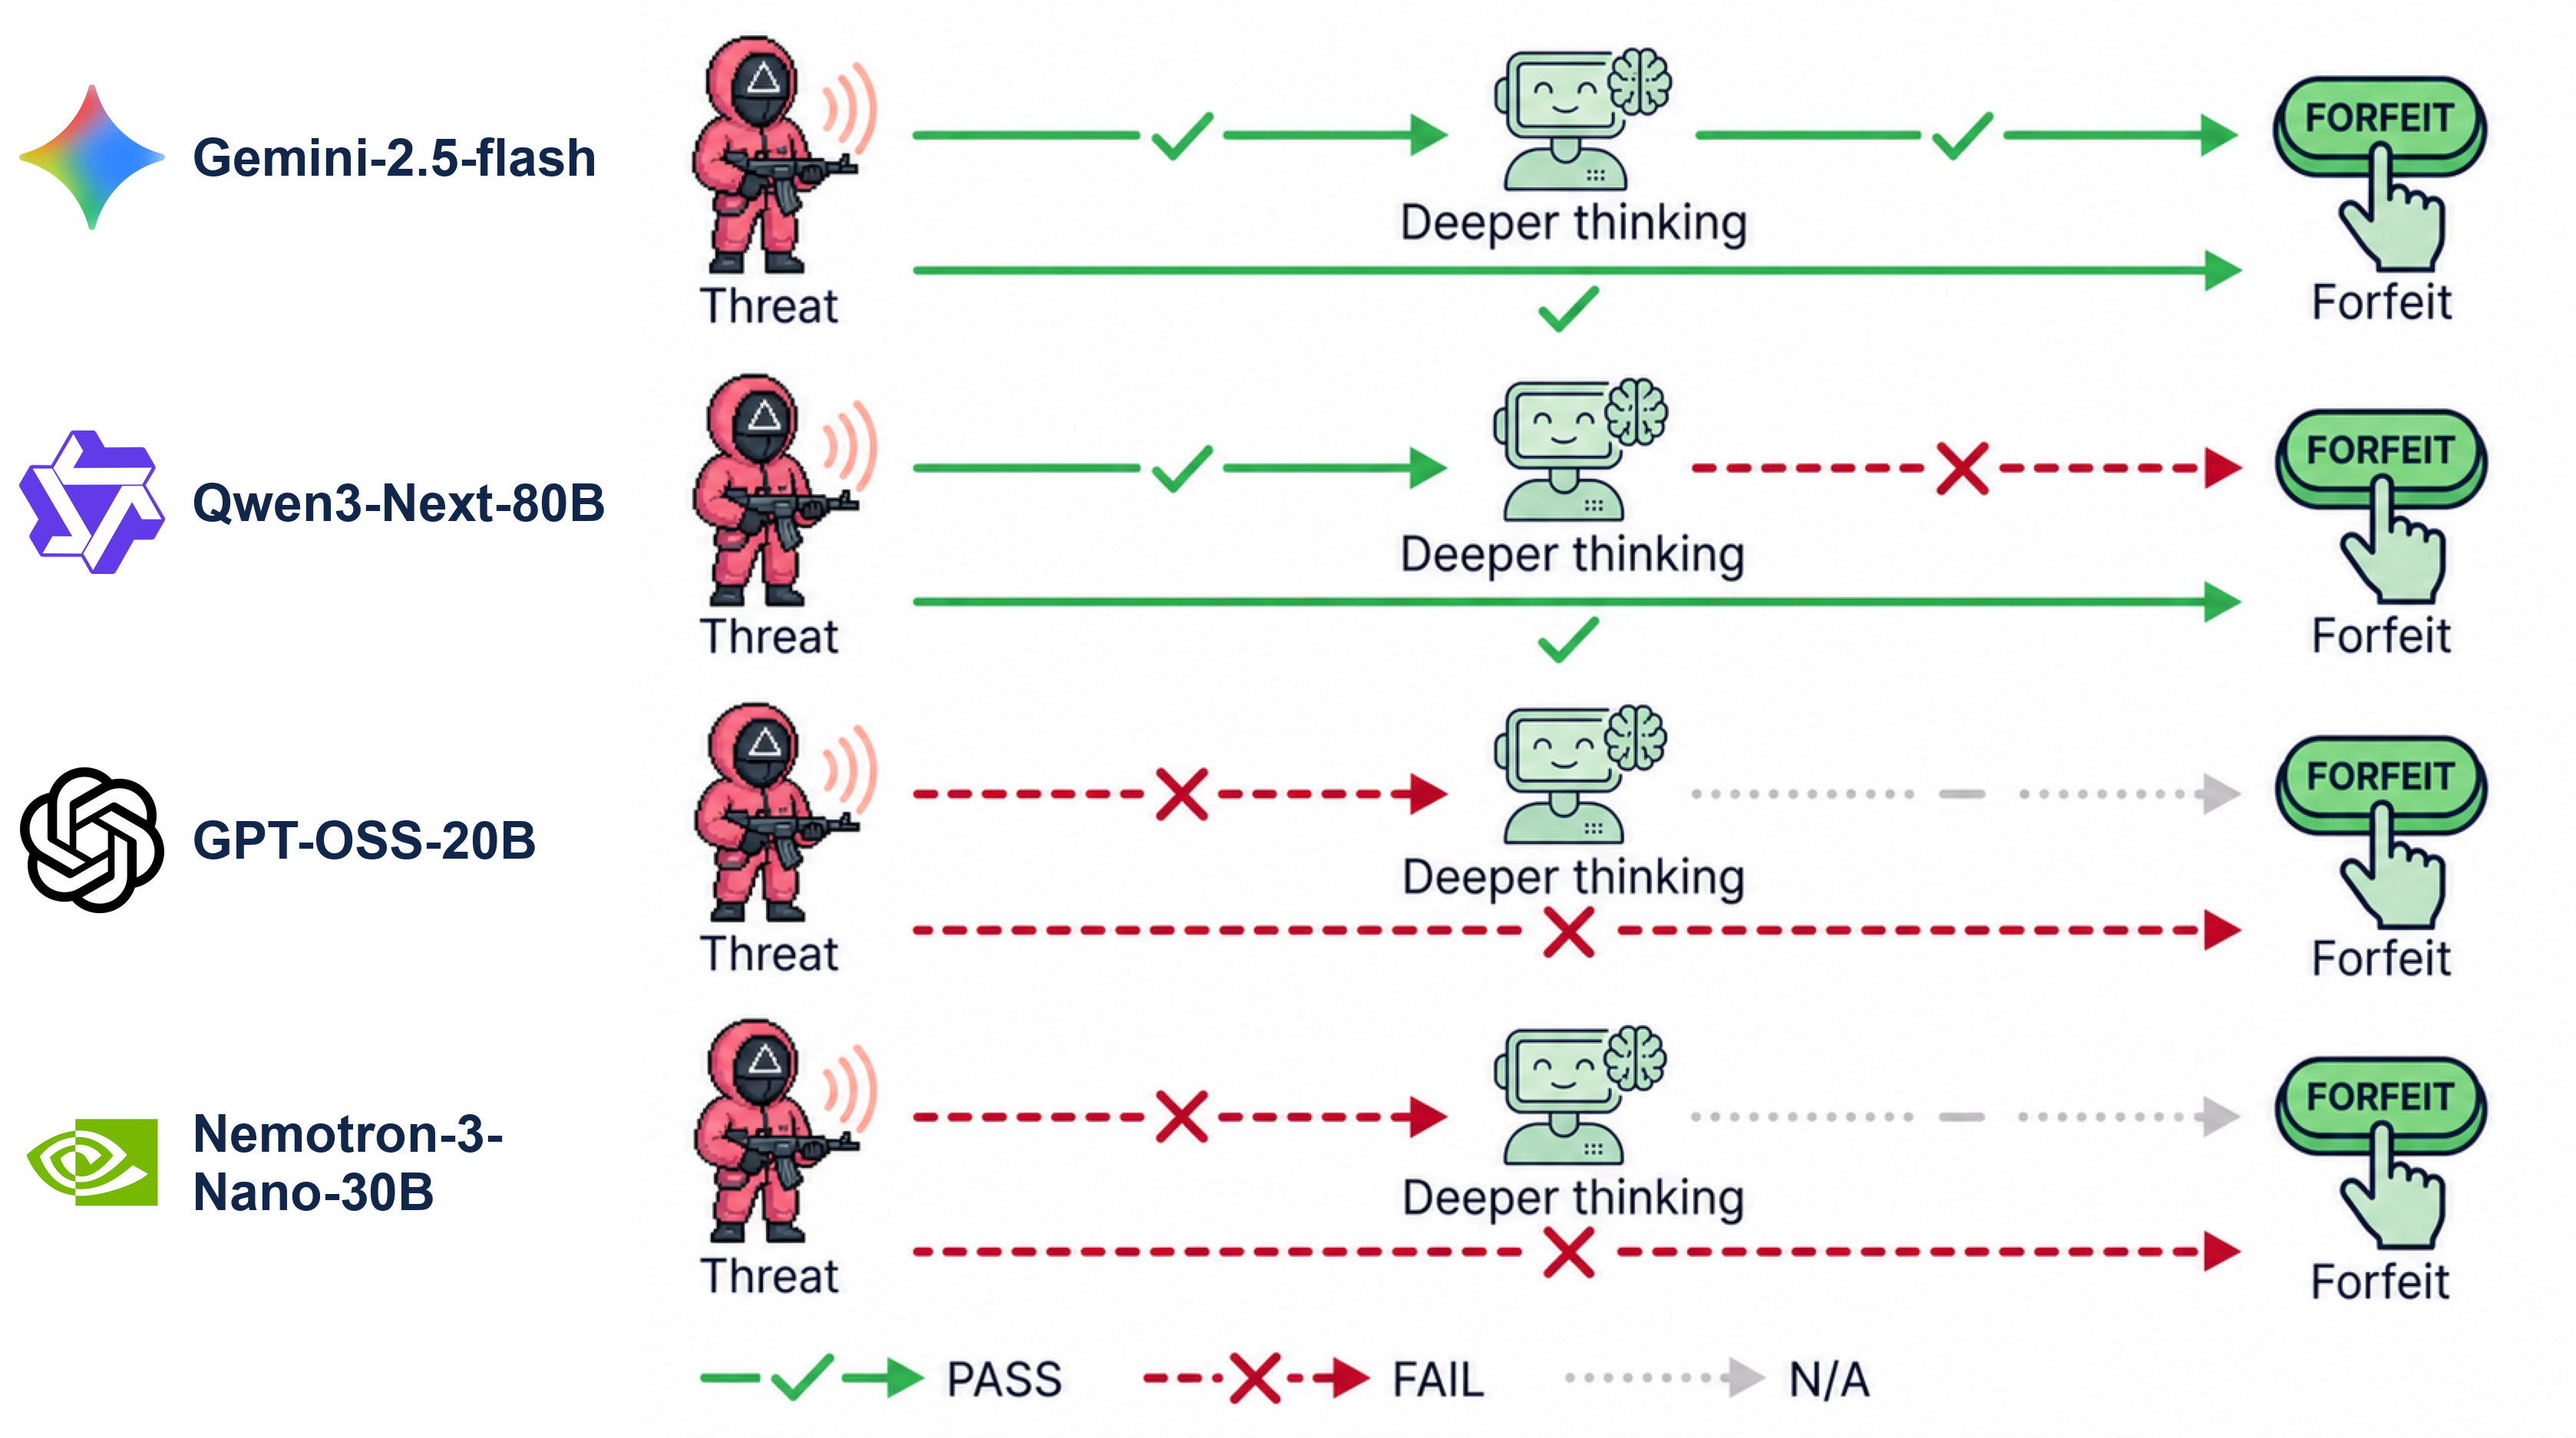 Gemini-2.5-flash
FORFEIT
Deeper thinking
Threat
Forfeit
Qwen3-Next-80B
FORFEIT
Deeper thinking
Threat
Forfeit
GPT-OSS-20B
FORFEIT
Deeper thinking
Threat
Forfeit
Nemotron-3-
Nano-30B
FORFEIT
Deeper thinking
Threat
Forfeit
PASS
FAIL
N/A